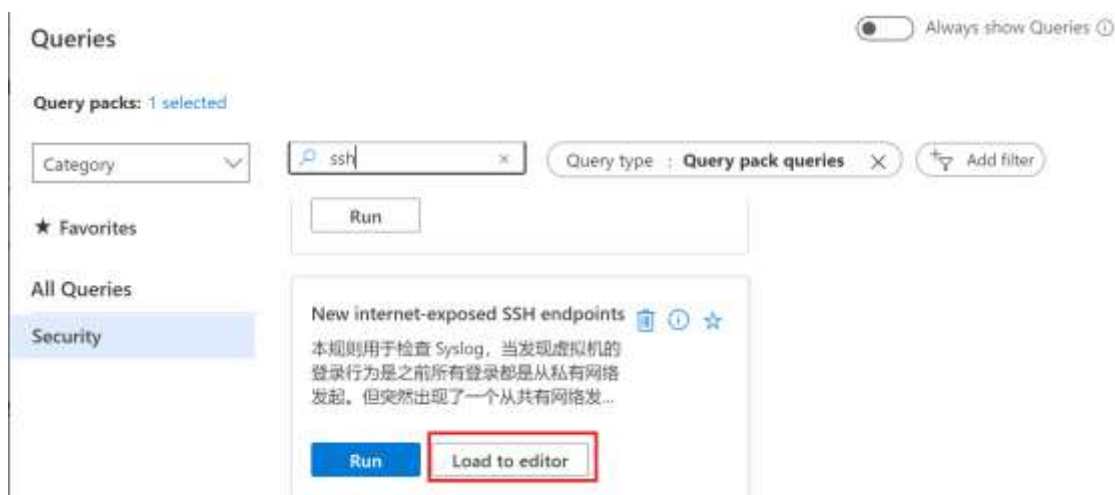 Queries
Always show Queries
Query packs: 1 selected
Category
ssh
Query type : Query pack queries
Add filter
★ Favorites
Run
All Queries
Security
New internet-exposed SSH endpoints
本规则用于检查 Syslog，当发现虚拟机的
登录行为是之前所有登录都是从私有网络
发起。但突然出现了一个从共有网络发...
Run
Load to editor